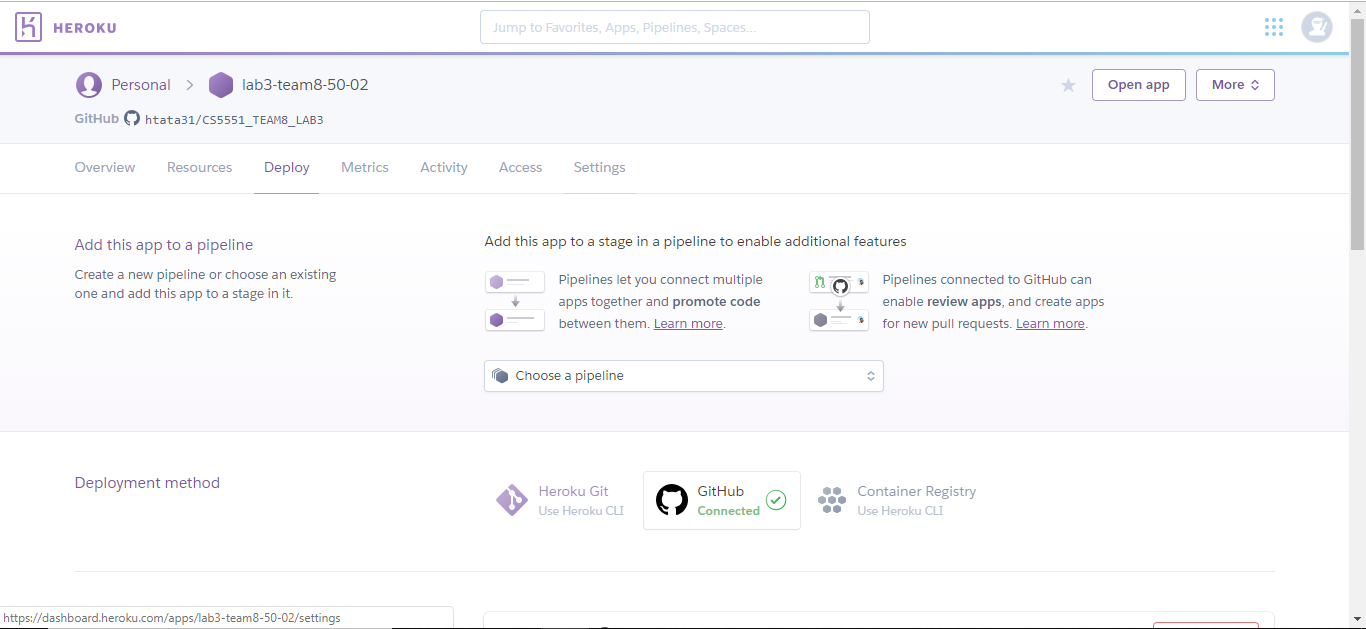 HEROKU
Jump to Favorites, Apps, Pipelines, Spaces...
Personal > lab3-team8-50-02
Open app
More
GitHub htata31/CS5551_TEAM8_LAB3
Overview Resources Deploy Metrics Activity Access Settings
Add this app to a pipeline
Create a new pipeline or choose an existing
one and add this app to a stage in it.
Add this app to a stage in a pipeline to enable additional features
Pipelines let you connect multiple
apps together and promote code
between them. Learn more.
Pipelines connected to GitHub can
enable review apps, and create apps
for new pull requests. Learn more.
Choose a pipeline
Deployment method
Heroku Git
Use Heroku CLI
GitHub
Connected
Container Registry
Use Heroku CLI
https://dashboard.heroku.com/apps/lab3-team8-50-02/settings